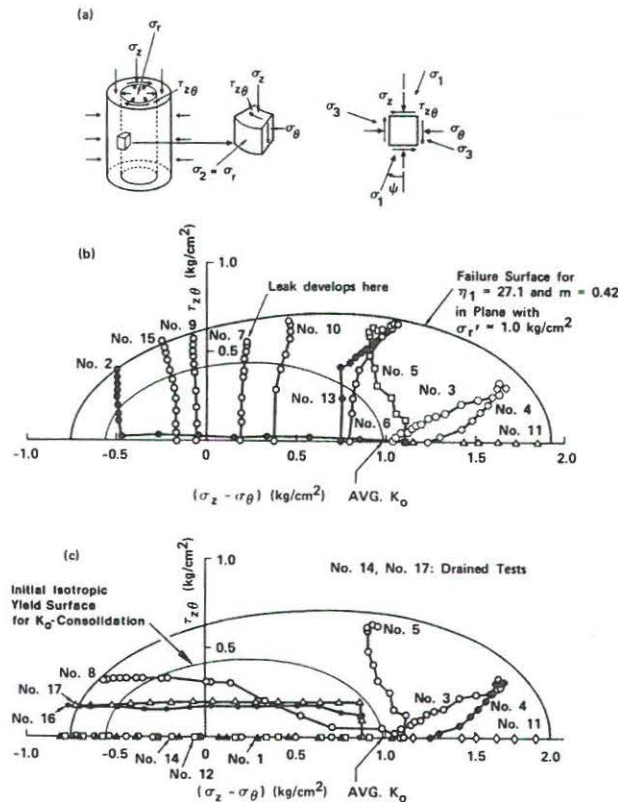 (a)
σr
σz
τzθ
σz
τzθ
σθ
σ2 = σr
σ1
σz
τzθ
σ3
σθ
σ3
σ1
ψ
(b)
τzθ (kg/cm²)
1.0
0.5
Leak develops here
Failure Surface for
η1 = 27.1 and m = 0.42
in Plane with
σr' = 1.0 kg/cm²
No. 2
No. 15
No. 9
No. 7
No. 10
No. 13
No. 5
No. 6
No. 3
No. 4
No. 11
-1.0
-0.5
0
0.5
1.0
1.5
2.0
(σz – σθ) (kg/cm²)
AVG. Ko
(c)
τzθ (kg/cm²)
1.0
0.5
No. 14, No. 17: Drained Tests
Initial Isotropic
Yield Surface
for Ko-Consolidation
No. 8
No. 17
No. 16
No. 5
No. 3
No. 4
No. 11
-1.0
-0.5
0
0.5
1.0
1.5
2.0
No. 14
No. 12
No. 1
(σz – σθ) (kg/cm²)
AVG. Ko